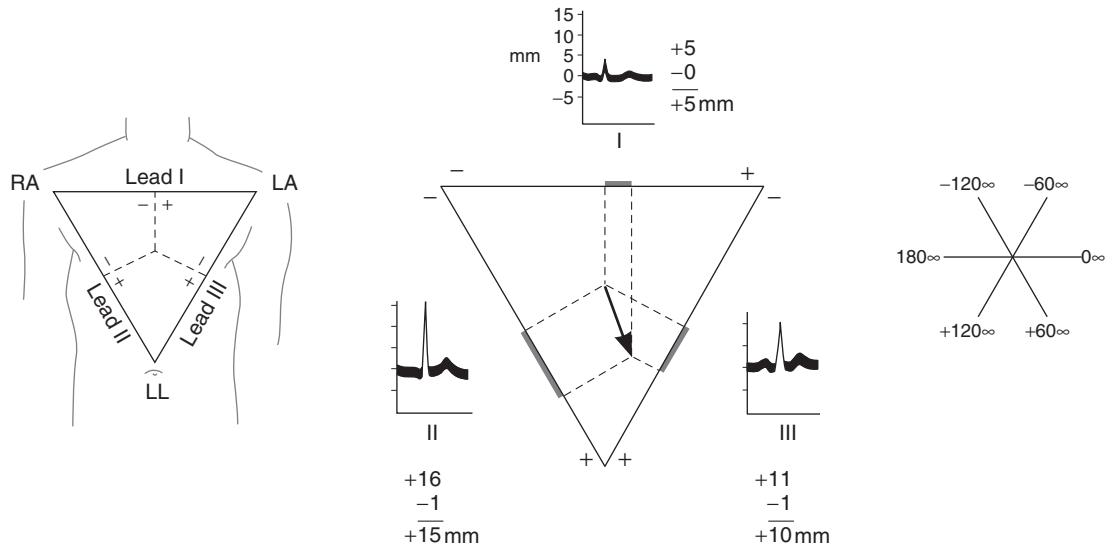 RA
Lead I
LA
− +
− +
− +
Lead II
Lead III
LL
mm
15
10
5
0
−5
+5
−0
+5 mm
I
−
+
−
−
+ +
II
+16
−1
+15 mm
III
+11
−1
+10 mm
−120∞
−60∞
180∞
0∞
+120∞
+60∞